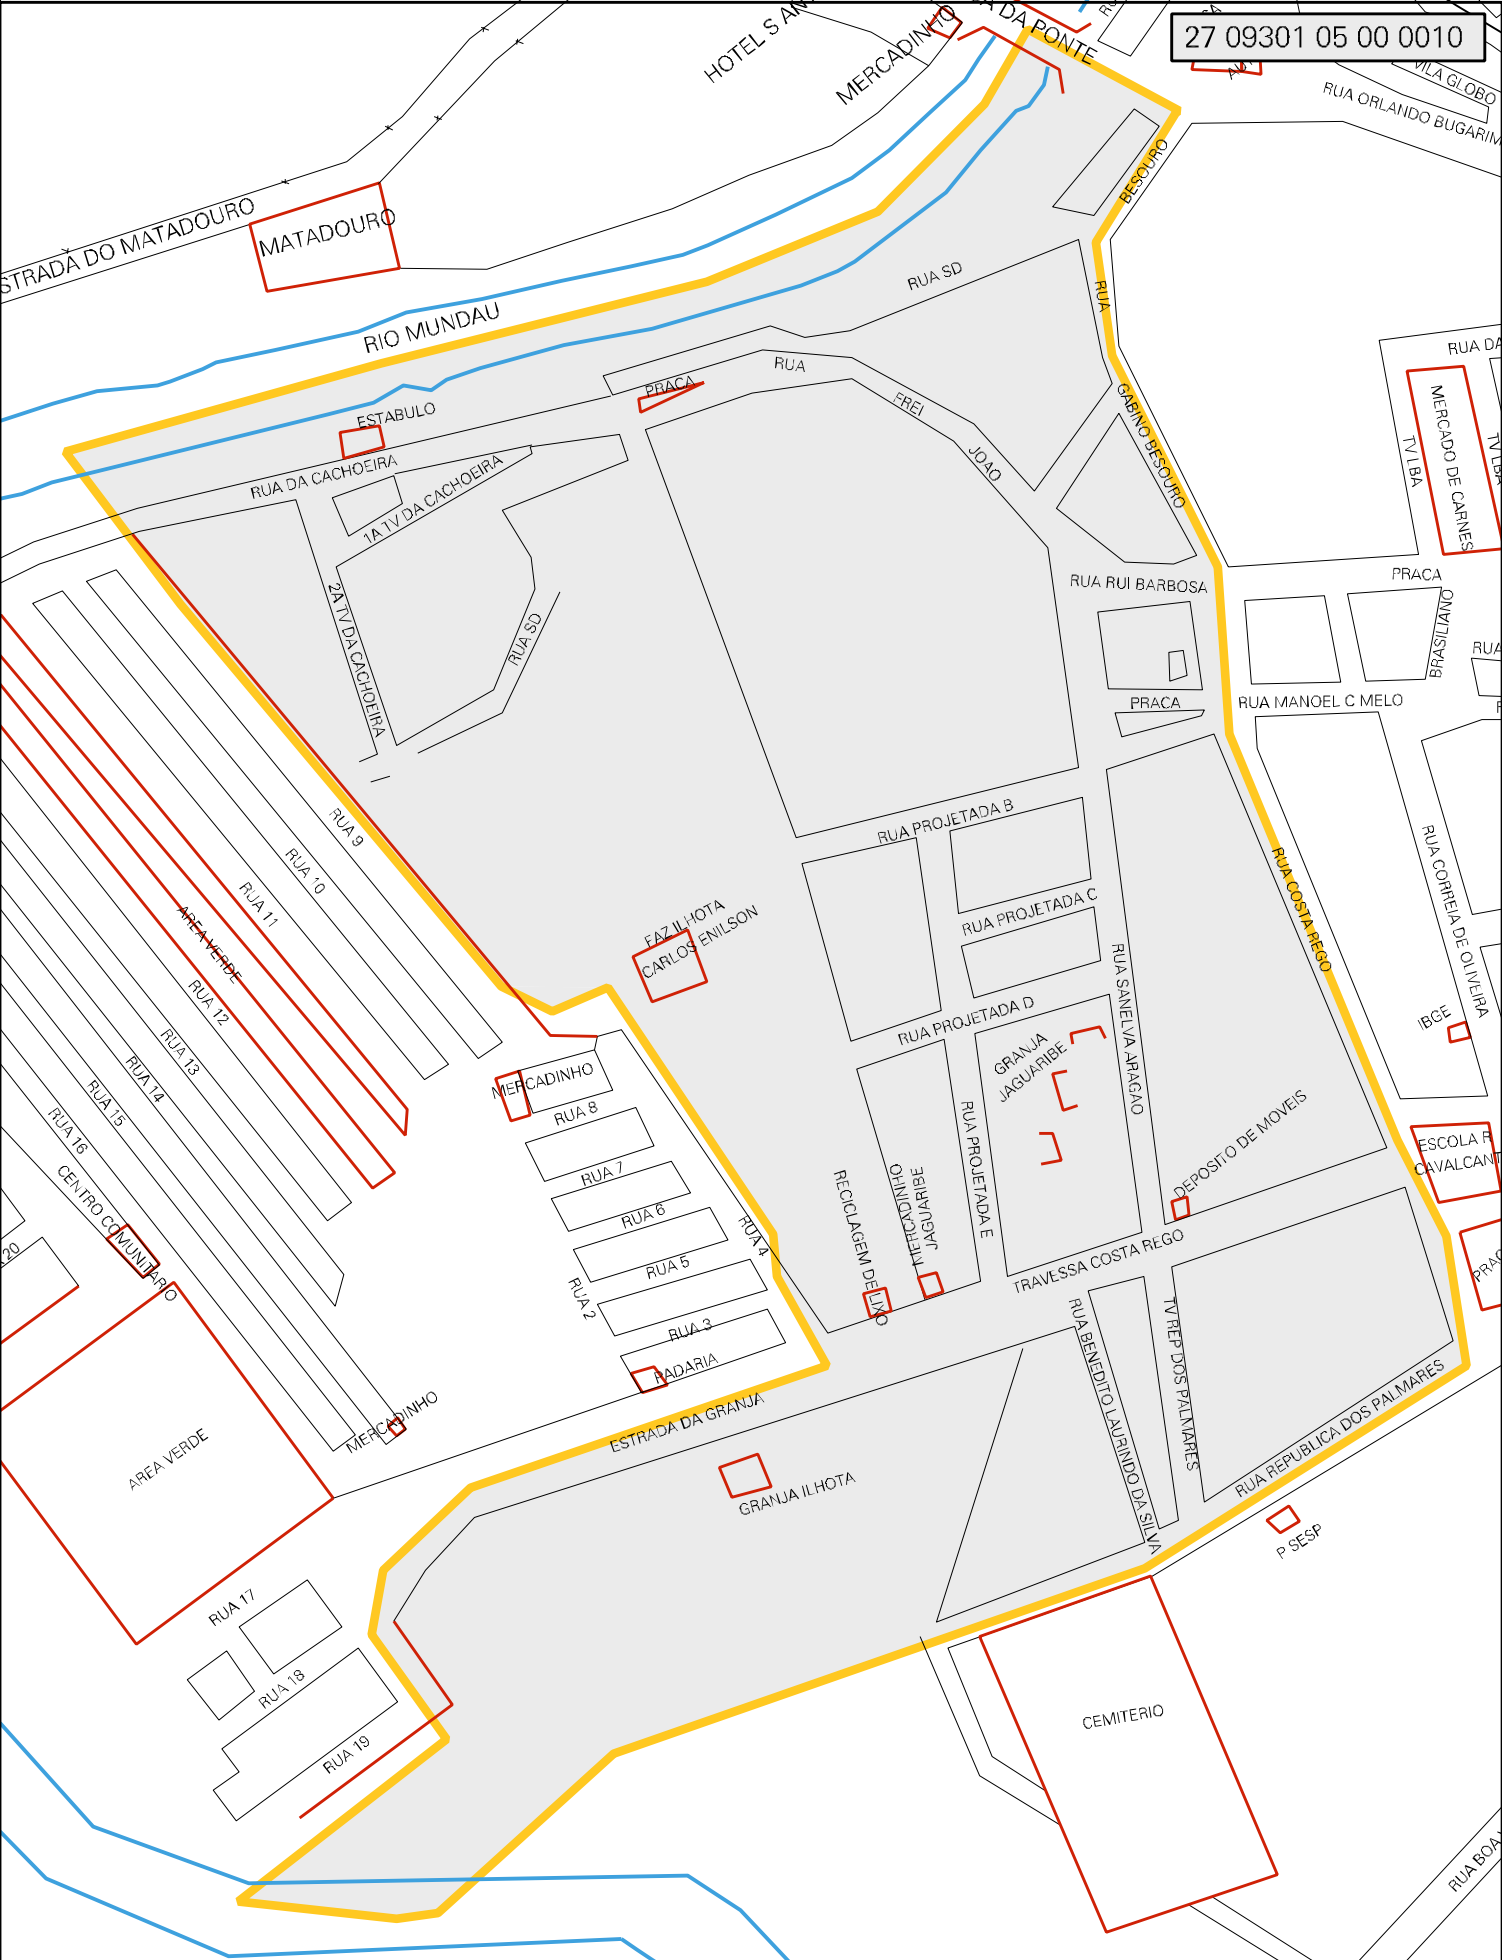 27 09301 05 00 0010
HOTEL S AN
MERCADINHO
DA PONTE
VILA GLOBO
RUA ORLANDO BUGARIM
BESOURO
STRADA DO MATADOURO
MATADOURO
RIO MUNDAU
RUA SD
RUA
GABINO BESOURO
RUA DA
MERCADO DE CARNES
TV LBA
TV LBA
PRACA
RUA
FREI
JOAO
ESTABULO
RUA DA CACHOEIRA
1A TV DA CACHOEIRA
2A TV DA CACHOEIRA
RUA SD
RUA RUI BARBOSA
PRACA
BRASILIANO
RUA
PRACA
RUA MANOEL C MELO
RUA 9
RUA 10
RUA 11
AREA VERDE
RUA 12
RUA 13
RUA 14
RUA 15
RUA 16
CENTRO COMUNITARIO
20
RUA PROJETADA B
RUA PROJETADA C
RUA PROJETADA D
RUA COSTA REGO
RUA CORREIA DE OLIVEIRA
RUA SANELVA ARAGAO
FAZ ILHOTA
CARLOS ENILSON
IBGE
GRANJA
JAGUARIBE
MERCADINHO
RUA 8
RUA 7
RUA 6
RUA 5
RUA 3
RUA 2
RUA 4
PADARIA
RUA PROJETADA E
MERCADINHO
JAGUARIBE
RECICLAGEM DE LIXO
DEPOSITO DE MOVEIS
ESCOLA R
CAVALCANT
PRAC
TRAVESSA COSTA REGO
RUA BENEDITO LAURINDO DA SILVA
TV REP DOS PALMARES
RUA REPUBLICA DOS PALMARES
MERCADINHO
AREA VERDE
ESTRADA DA GRANJA
GRANJA ILHOTA
P SESP
RUA 17
RUA 18
RUA 19
CEMITERIO
RUA BOA